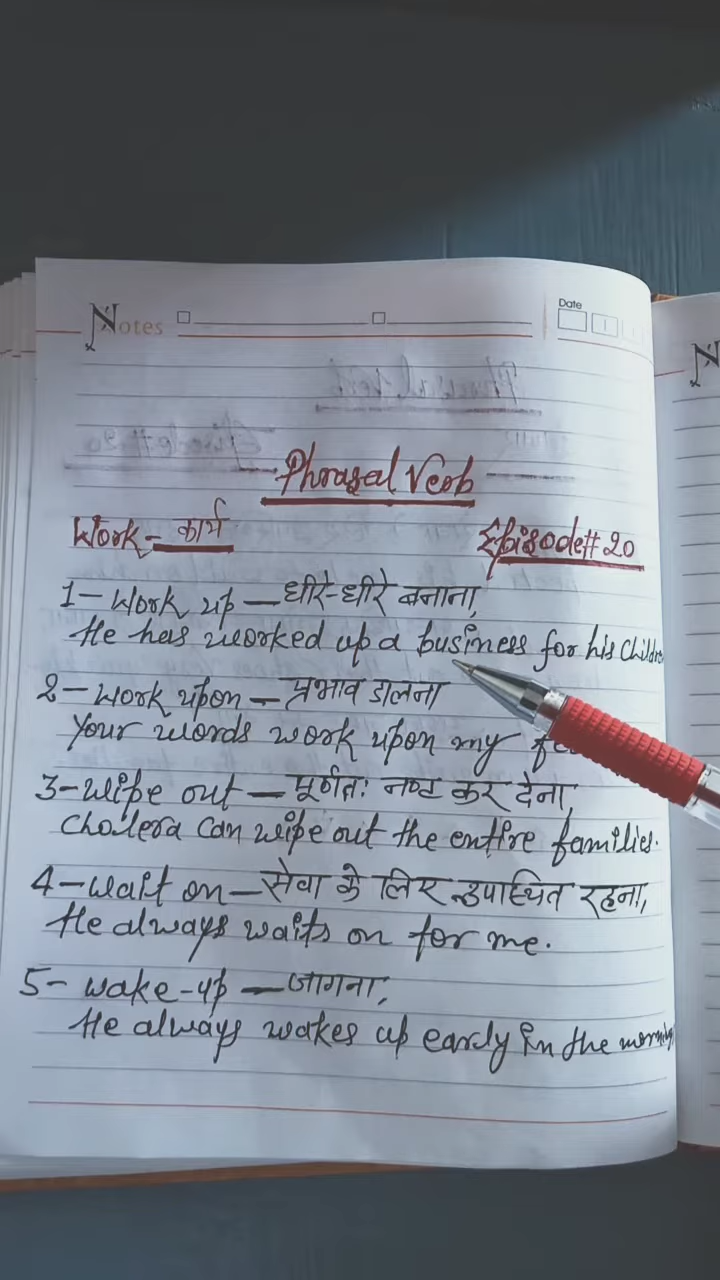 Notes
Date
Phrasal Verb
Work - कार्य
Episode# 20
1- Work up — धीरे-धीरे बनाना,
He has worked up a business for his Childre
2- work upon — प्रभाव डालना
Your words work upon my
3- wipe out — पूर्णतः नष्ट कर देना,
Cholera Can wipe out the entire families.
4- wait on — सेवा के लिए उपास्थित रहना,
He always waits on for me.
5- wake-up — जागना,
He always wakes up early in the morning